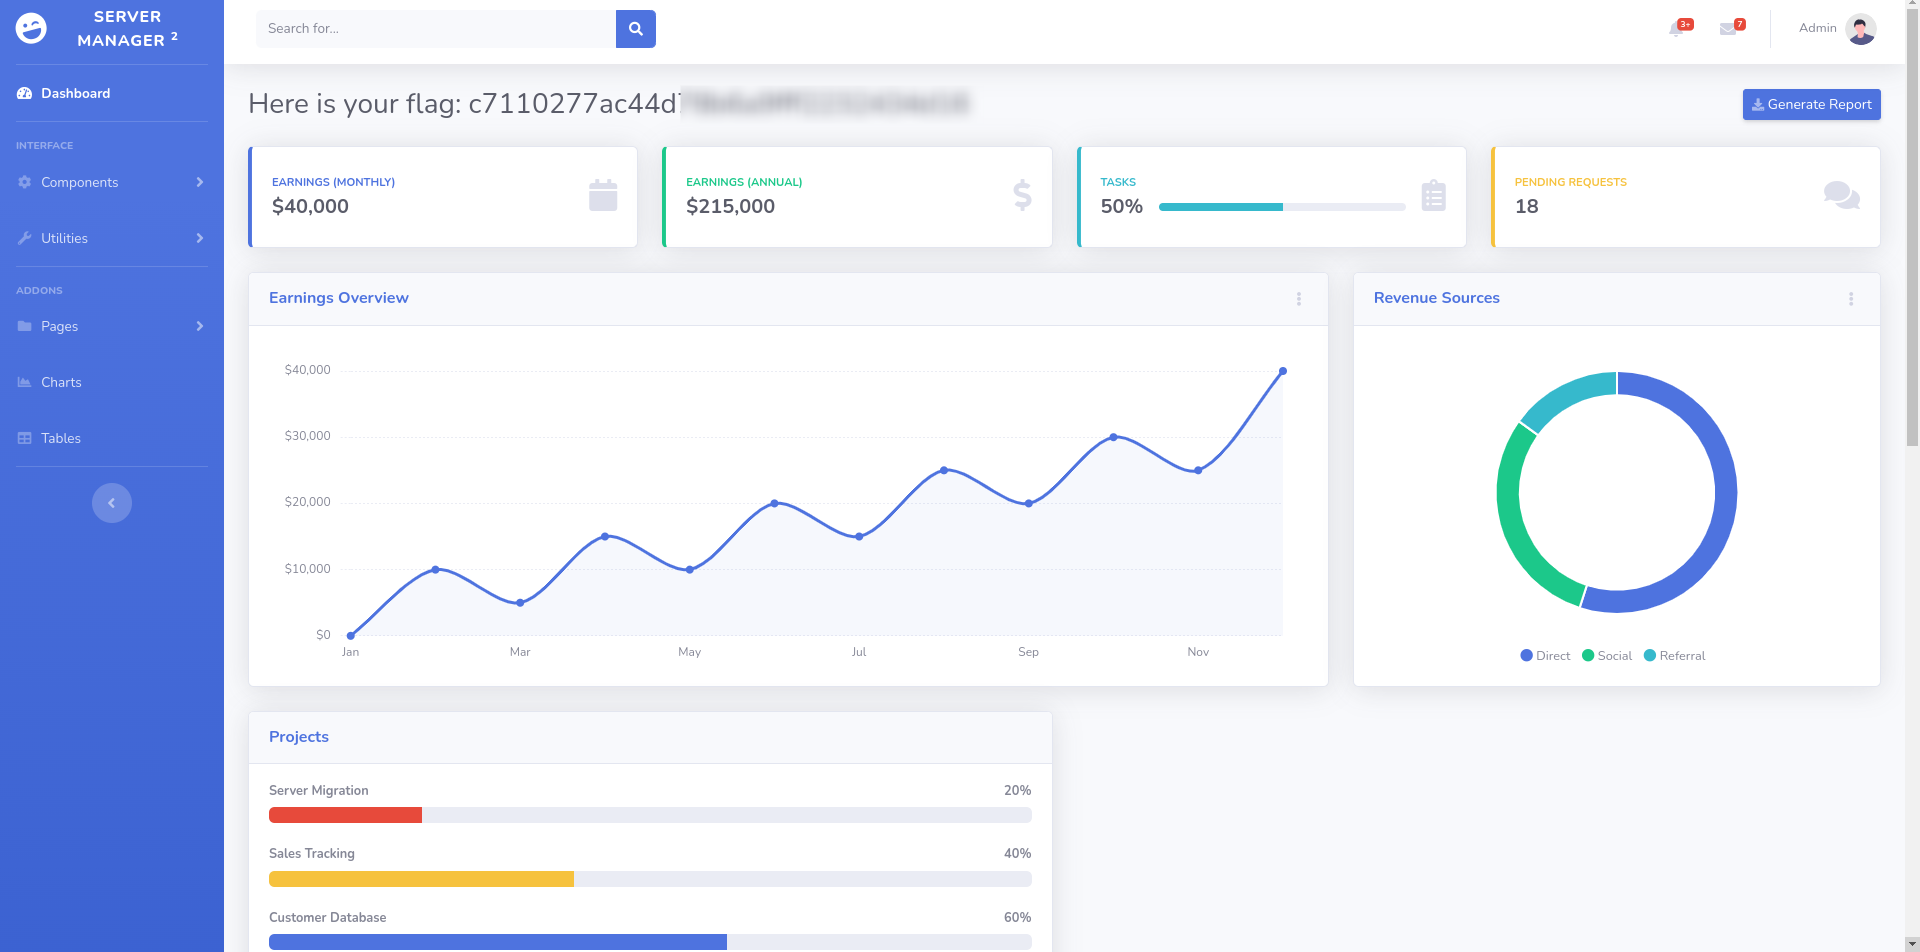 SERVER
MANAGER 2
Dashboard
INTERFACE
Components
Utilities
ADDONS
Pages
Charts
Tables
Search for...
3+
7
Admin
Here is your flag: c7110277ac44d
Generate Report
EARNINGS (MONTHLY)
$40,000
EARNINGS (ANNUAL)
$215,000
TASKS
50%
PENDING REQUESTS
18
Earnings Overview
$40,000
$30,000
$20,000
$10,000
$0
Jan Mar May Jul Sep Nov
Revenue Sources
Direct Social Referral
Projects
Server Migration 20%
Sales Tracking 40%
Customer Database 60%